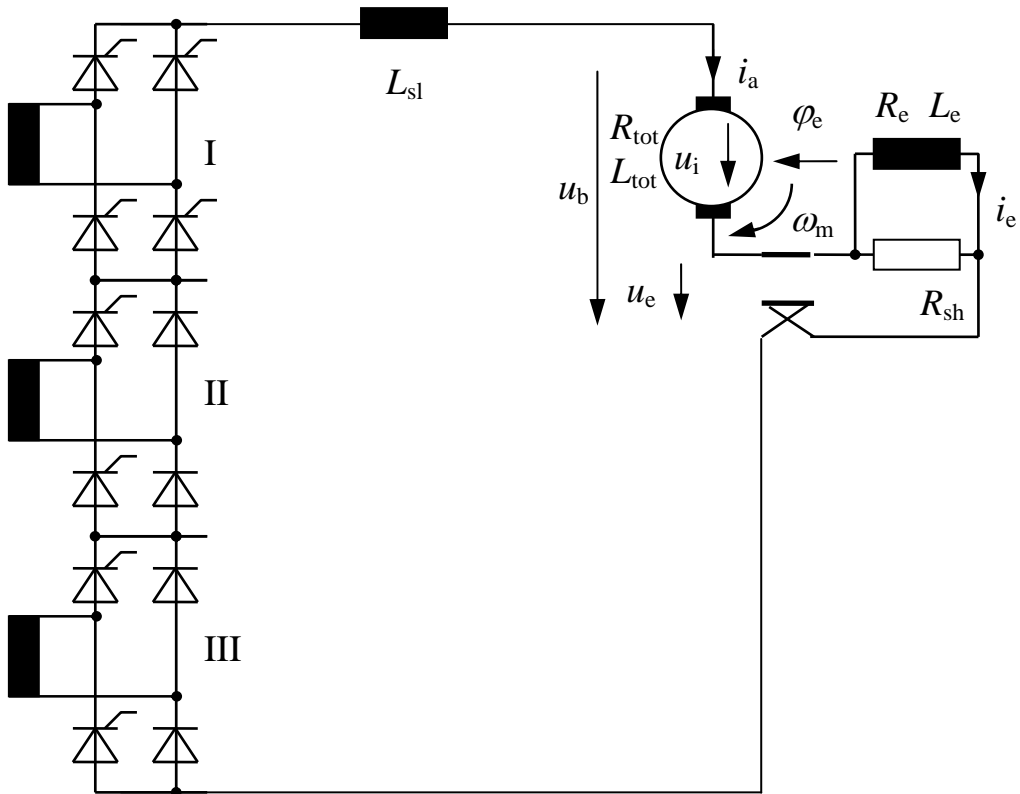 L_sl
i_a
R_tot
L_tot
u_i
φ_e
R_e L_e
I
u_b
ω_m
i_e
u_e
R_sh
II
III